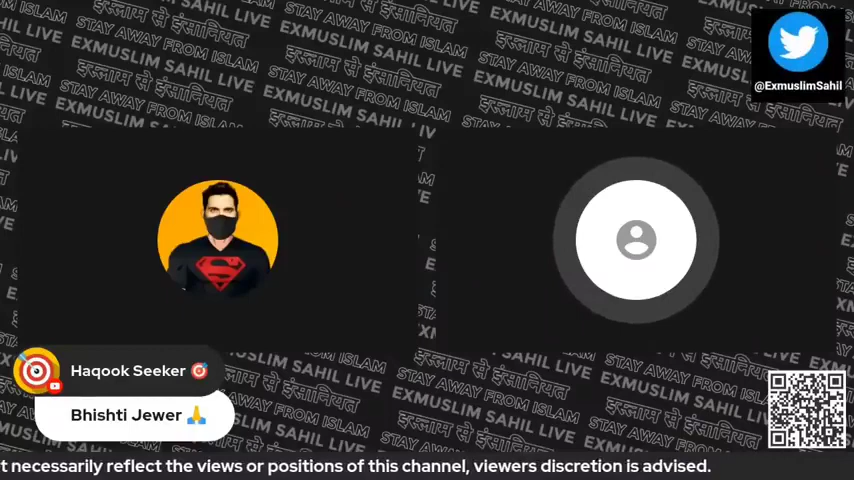 इस्लाम से इंसानियत
STAY AWAY FROM ISLAM
EXMUSLIM SAHIL LIVE
@ExmuslimSahil
Haqook Seeker
Bhishti Jewer
t necessarily reflect the views or positions of this channel, viewers discretion is advised.